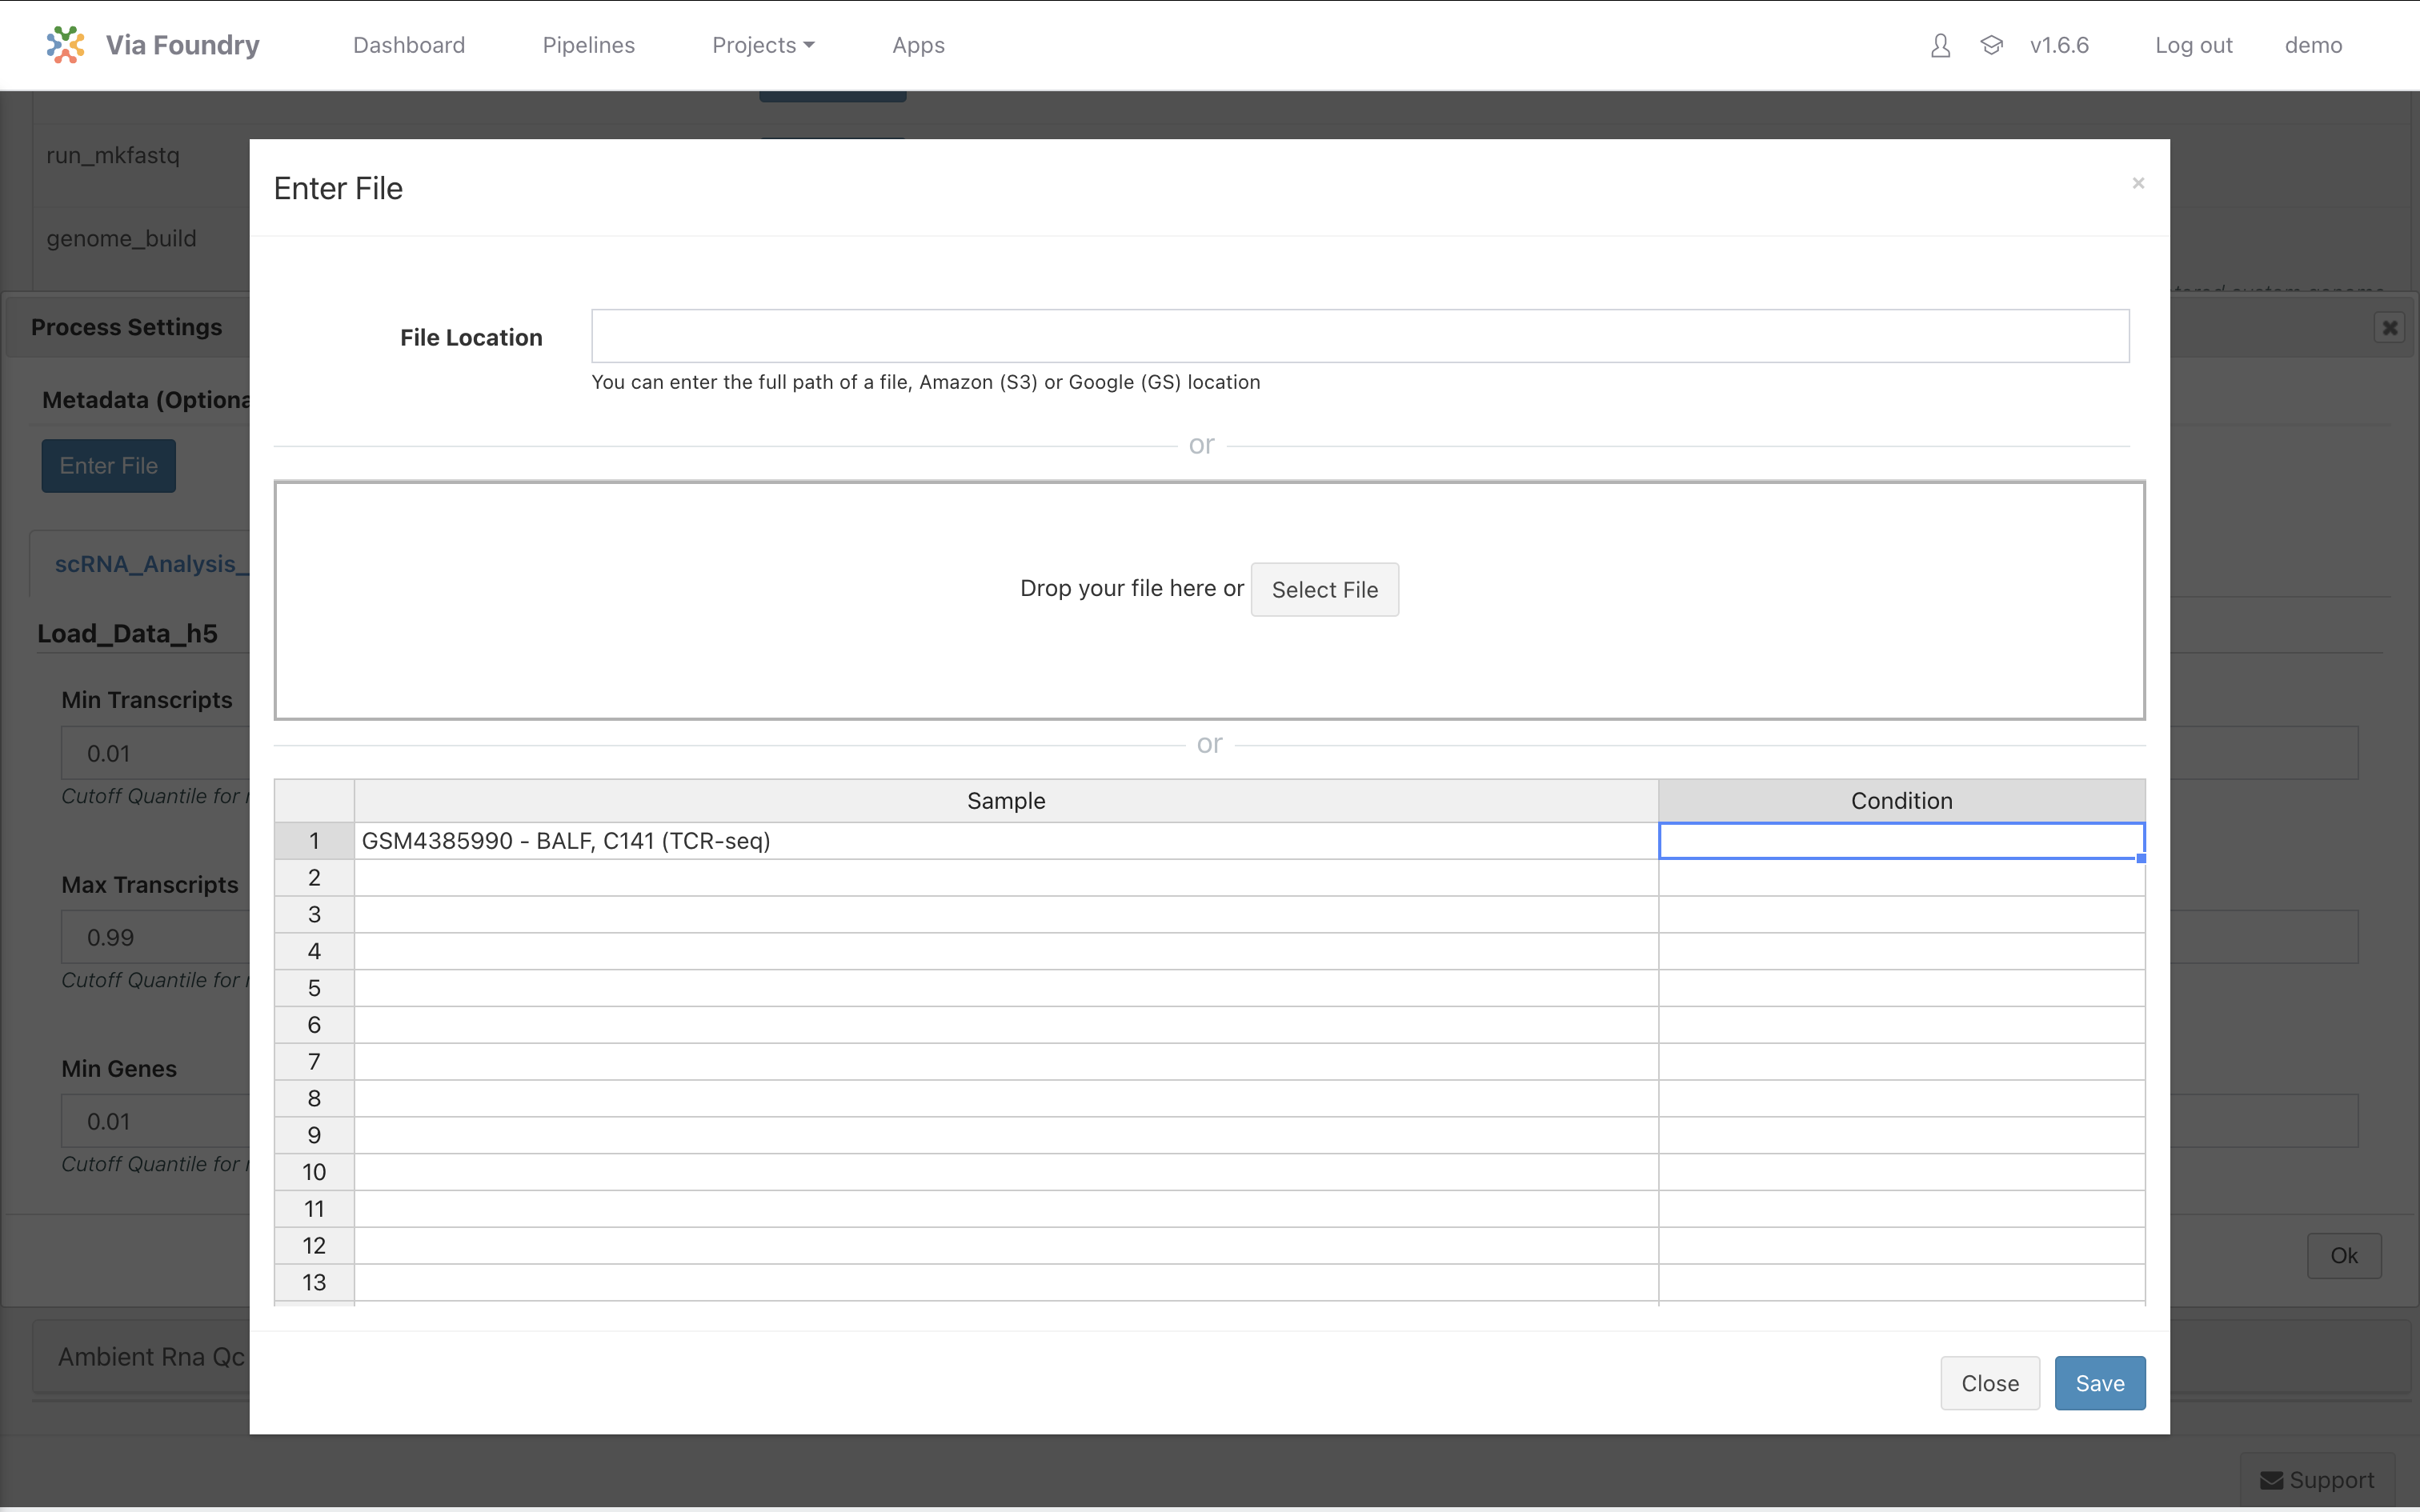 Via Foundry Dashboard Pipelines Projects Apps v1.6.6 Log out demo
run_mkfastq
genome_build
Enter File
×
Process Settings
File Location
You can enter the full path of a file, Amazon (S3) or Google (GS) location
Metadata (Optiona
or
Enter File
Drop your file here or Select File
scRNA_Analysis_
Load_Data_h5
Min Transcripts
0.01
Cutoff Quantile for
or
Sample Condition
1 GSM4385990 - BALF, C141 (TCR-seq)
2
Max Transcripts
3
0.99
4
Cutoff Quantile for
5
6
Min Genes
7
0.01
8
Cutoff Quantile for
9
10
11
12
Ok
13
Ambient Rna Qc
Close Save
Support